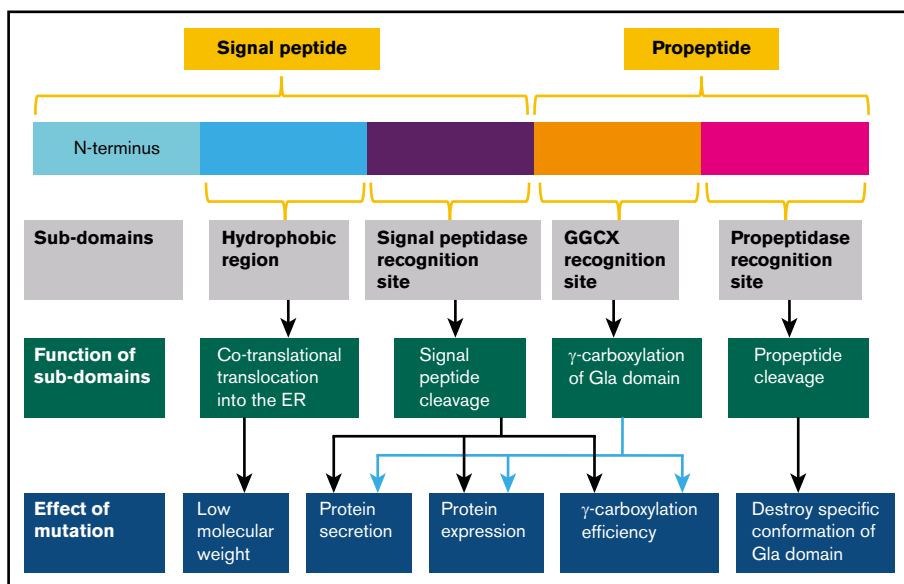 Signal peptide
Propeptide
N-terminus
Sub-domains
Hydrophobic
region
Signal peptidase
recognition
site
GGCX
recognition
site
Propeptidase
recognition
site
Function of
sub-domains
Co-translational
translocation
into the ER
Signal
peptide
cleavage
γ-carboxylation
of Gla domain
Propeptide
cleavage
Effect of
mutation
Low
molecular
weight
Protein
secretion
Protein
expression
γ-carboxylation
efficiency
Destroy specific
conformation of
Gla domain